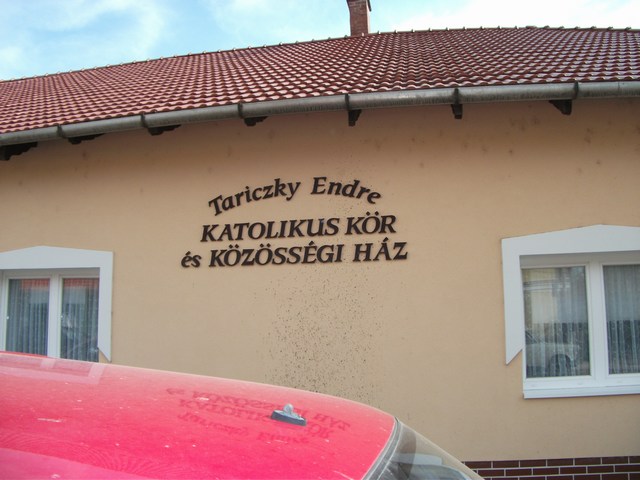 Tariczky Endre
KATOLIKUS KÖR
és KÖZÖSSÉGI HÁZ